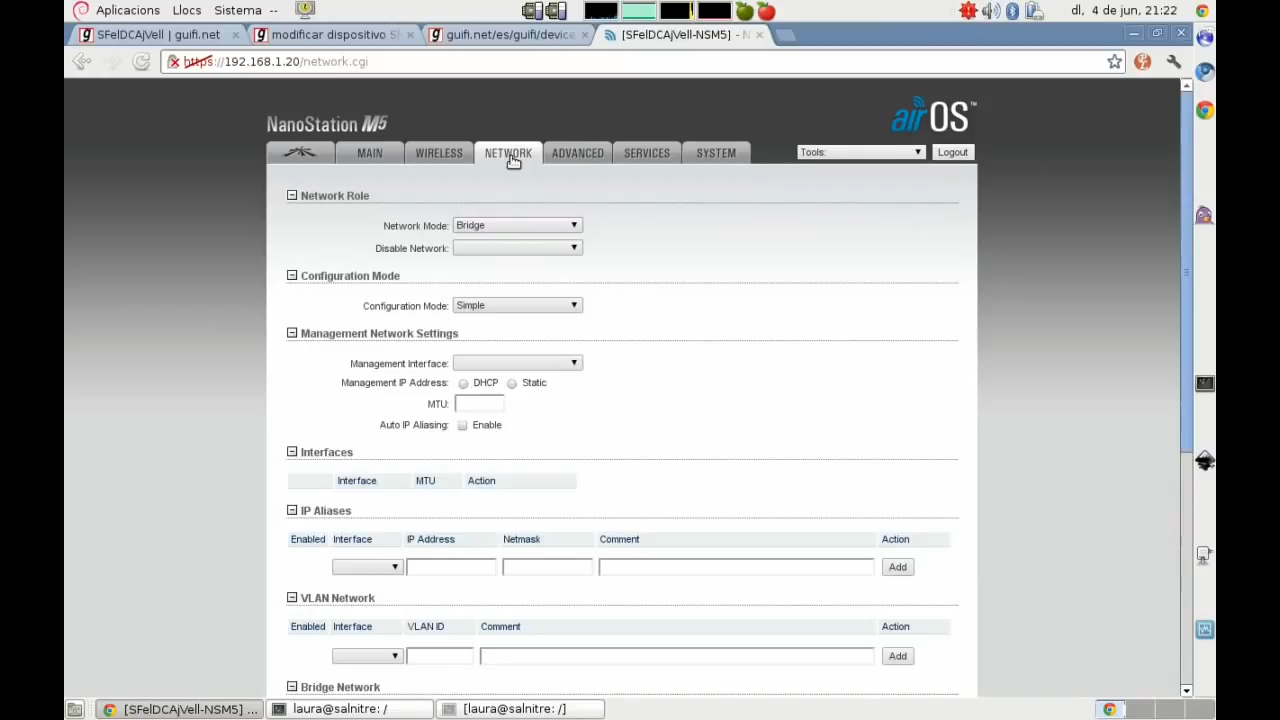 Aplicacions Llocs Sistema -- dl, 4 de jun, 21:22
SFelDCAjVell | guifi.net
modificar dispositivo S
guifi.net/es/guifi/device
[SFelDCAjVell-NSM5] - N
https://192.168.1.20/network.cgi
NanoStation M5
airOS™
MAIN WIRELESS NETWORK ADVANCED SERVICES SYSTEM Tools: Logout
Network Role
Network Mode: Bridge
Disable Network:
Configuration Mode
Configuration Mode: Simple
Management Network Settings
Management Interface:
Management IP Address: DHCP Static
MTU:
Auto IP Aliasing: Enable
Interfaces
Interface MTU Action
IP Aliases
Enabled Interface IP Address Netmask Comment Action
Add
VLAN Network
Enabled Interface VLAN ID Comment Action
Add
Bridge Network
[SFelDCAjVell-NSM5] ...
laura@salnitre: /
[laura@salnitre: /]